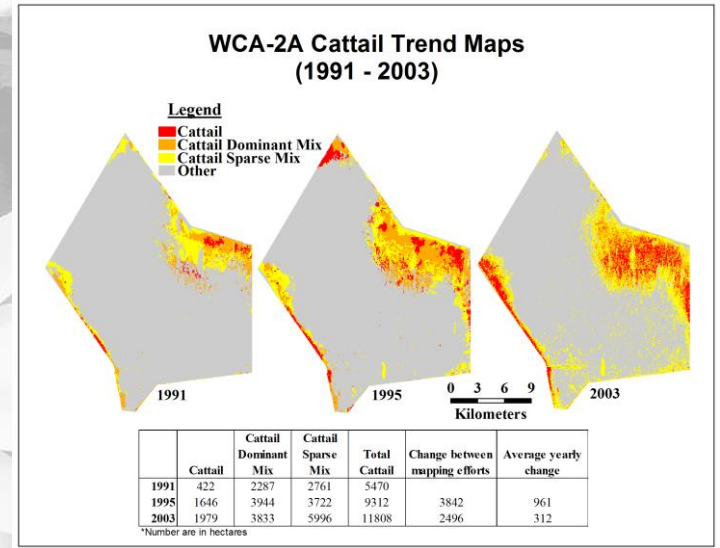 WCA-2A Cattail Trend Maps
(1991 - 2003)
Legend
Cattail
Cattail Dominant Mix
Cattail Sparse Mix
Other
1991
1995
2003
0 3 6 9
Kilometers
Cattail Cattail Dominant Mix Cattail Sparse Mix Total Cattail Change between mapping efforts Average yearly change
1991 422 2287 2761 5470
1995 1646 3944 3722 9312 3842 961
2003 1979 3833 5996 11808 2496 312
*Number are in hectares